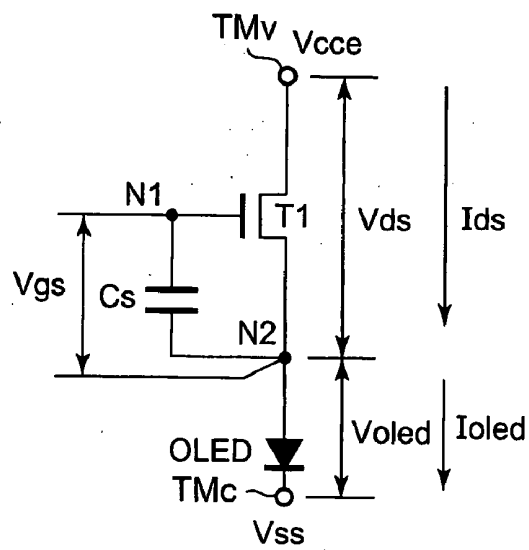 TMv
Vcce
N1
T1
Vds
Ids
Vgs
Cs
N2
Voled
Ioled
OLED
TMc
Vss